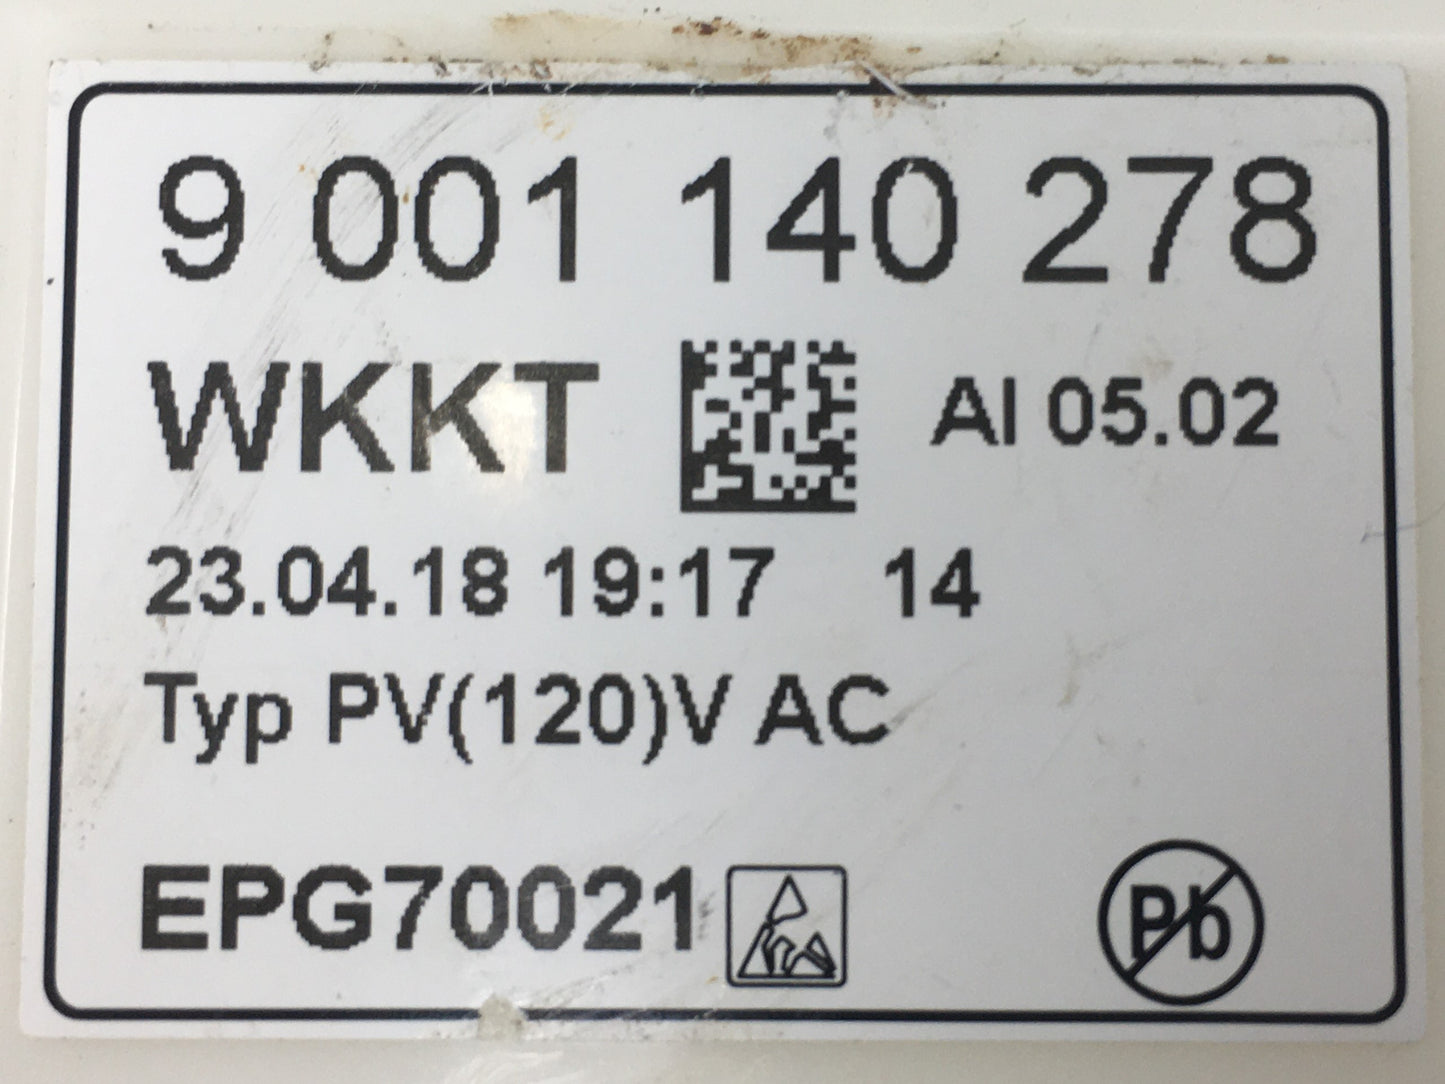 9 001 140 278
WKKT AI 05.02
23.04.18 19:17 14
Typ PV(120)V AC
EPG70021
Pb